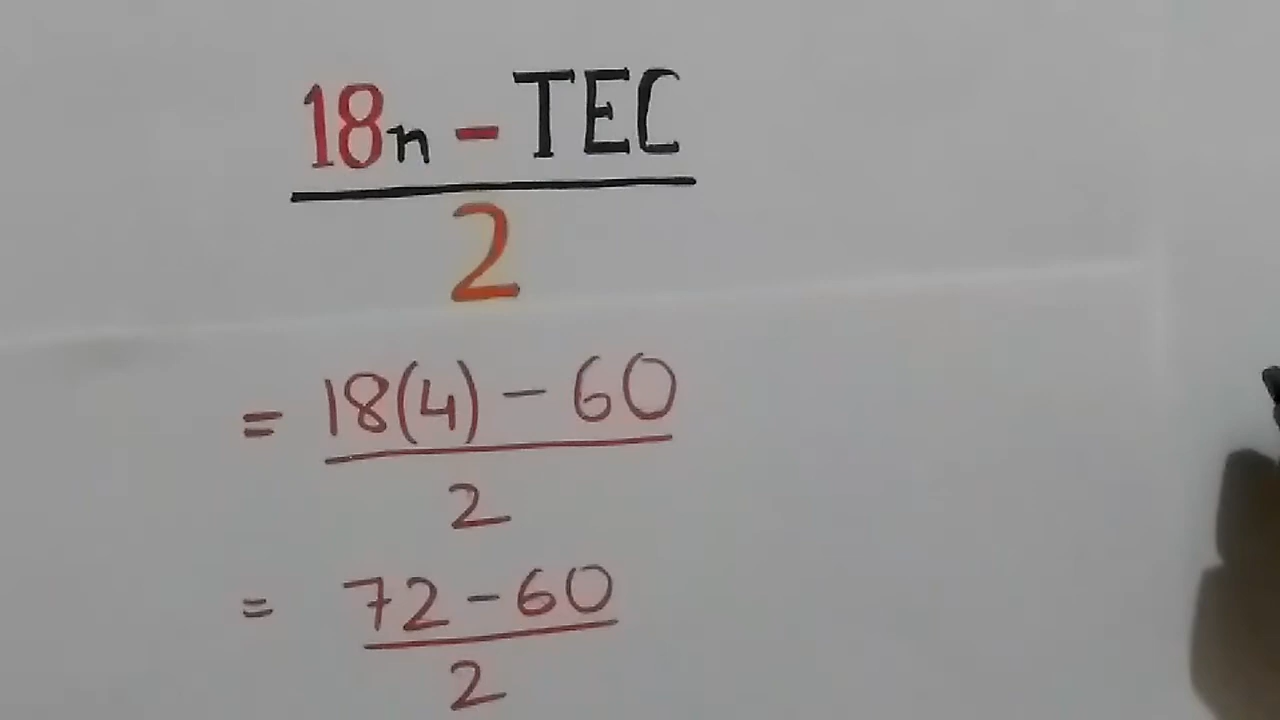 18n - TEC
2
= 18(4) - 60
2
= 72 - 60
2